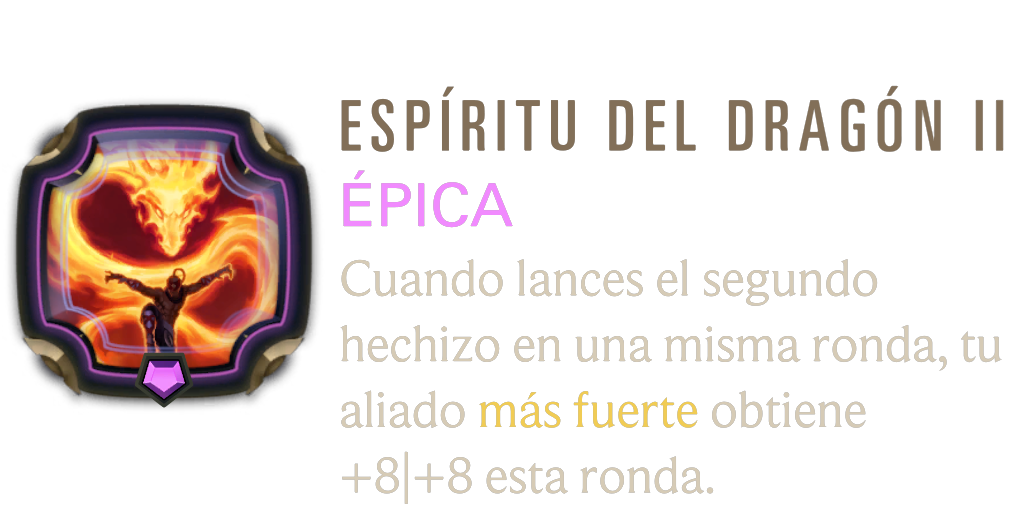 ESPÍRITU DEL DRAGÓN II
ÉPICA
Cuando lances el segundo
hechizo en una misma ronda, tu
aliado más fuerte obtiene
+8|+8 esta ronda.